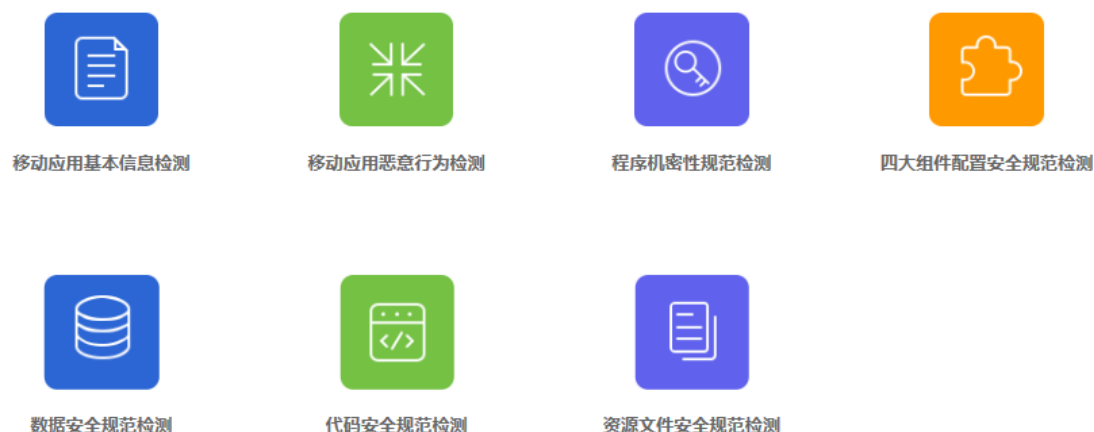 移动应用基本信息检测
移动应用恶意行为检测
程序机密性规范检测
四大组件配置安全规范检测
数据安全规范检测
代码安全规范检测
资源文件安全规范检测